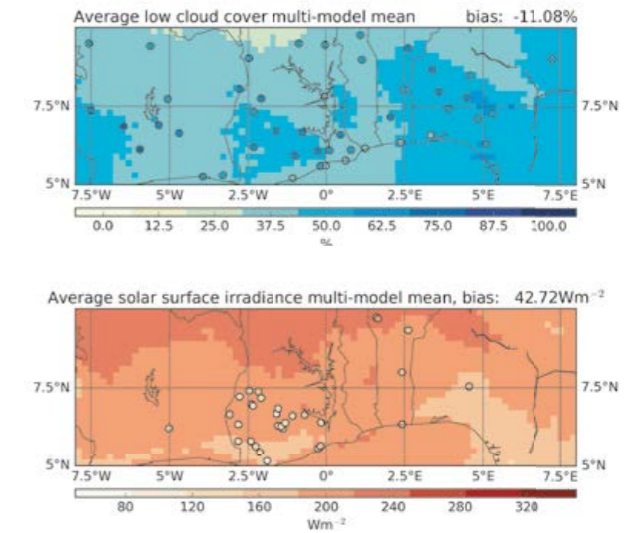 Average low cloud cover multi-model mean bias: -11.08%
7.5°N 7.5°N
5°N 5°N
7.5°W 5°W 2.5°W 0° 2.5°E 5°E 7.5°E
0.0 12.5 25.0 37.5 50.0 62.5 75.0 87.5 100.0
%
Average solar surface irradiance multi-model mean, bias: 42.72Wm⁻²
7.5°N 7.5°N
5°N 5°N
7.5°W 5°W 2.5°W 0° 2.5°E 5°E 7.5°E
80 120 160 200 240 280 320
Wm⁻²